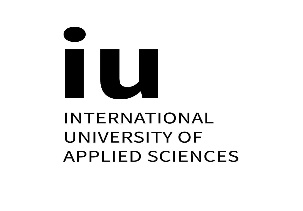 iu
INTERNATIONAL
UNIVERSITY OF
APPLIED SCIENCES